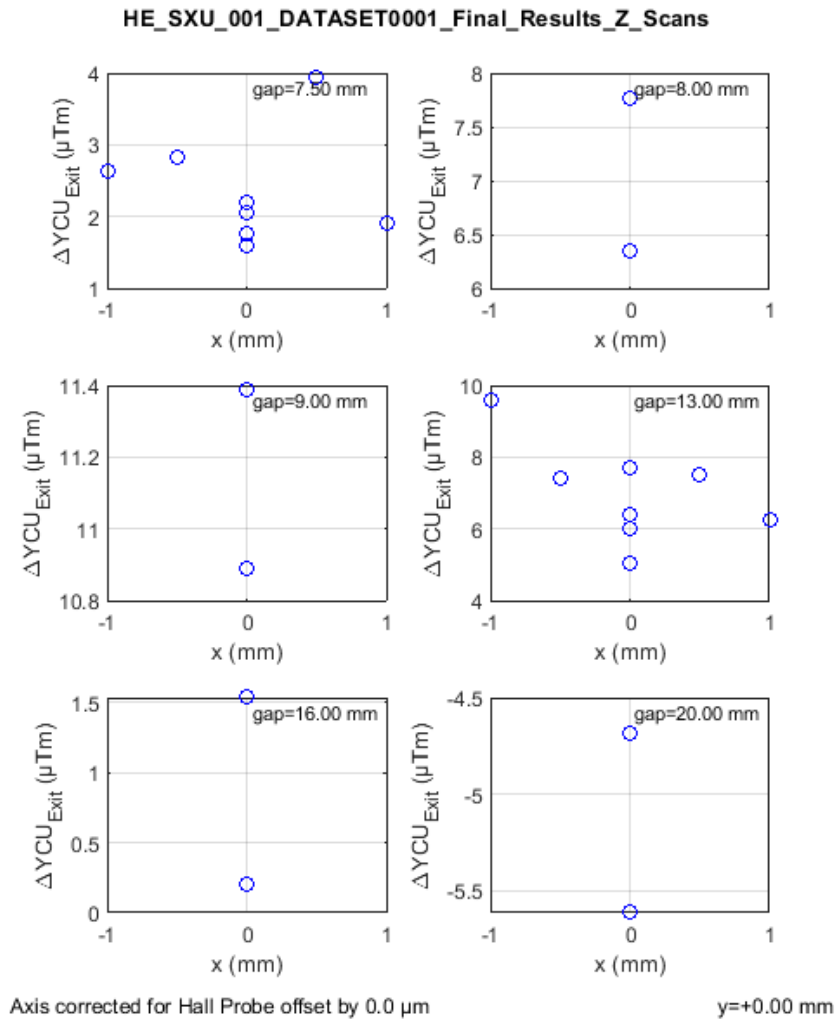 HE_SXU_001_DATASET0001_Final_Results_Z_Scans
gap=7.50 mm
4
3
2
1
ΔYCU_Exit (µTm)
-1 0 1
x (mm)
gap=8.00 mm
8
7.5
7
6.5
6
ΔYCU_Exit (µTm)
-1 0 1
x (mm)
gap=9.00 mm
11.4
11.2
11
10.8
ΔYCU_Exit (µTm)
-1 0 1
x (mm)
gap=13.00 mm
10
8
6
4
ΔYCU_Exit (µTm)
-1 0 1
x (mm)
gap=16.00 mm
1.5
1
0.5
0
ΔYCU_Exit (µTm)
-1 0 1
x (mm)
gap=20.00 mm
-4.5
-5
-5.5
ΔYCU_Exit (µTm)
-1 0 1
x (mm)
Axis corrected for Hall Probe offset by 0.0 µm
y=+0.00 mm